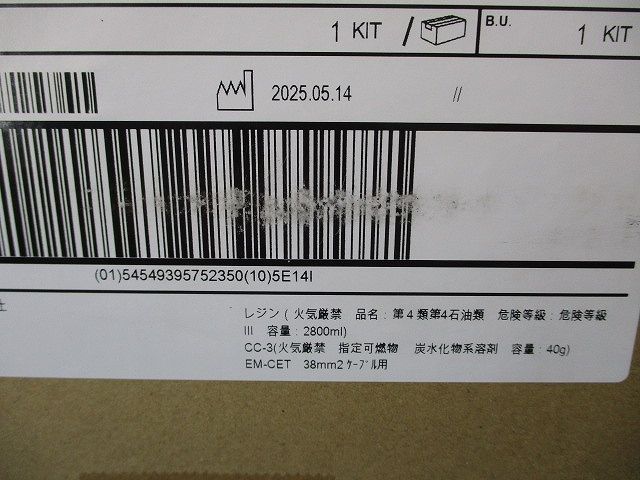 1 KIT /
B.U.
1 KIT
2025.05.14 //
(01)54549395752350(10)5E14I
社
レジン ( 火気厳禁 品名 : 第４類第4石油類 危険等級 : 危険等級
III 容量 : 2800ml)
CC-3(火気厳禁 指定可燃物 炭水化物系溶剤 容量 : 40g)
EM-CET 38mm2 ｹｰﾌﾞﾙ用